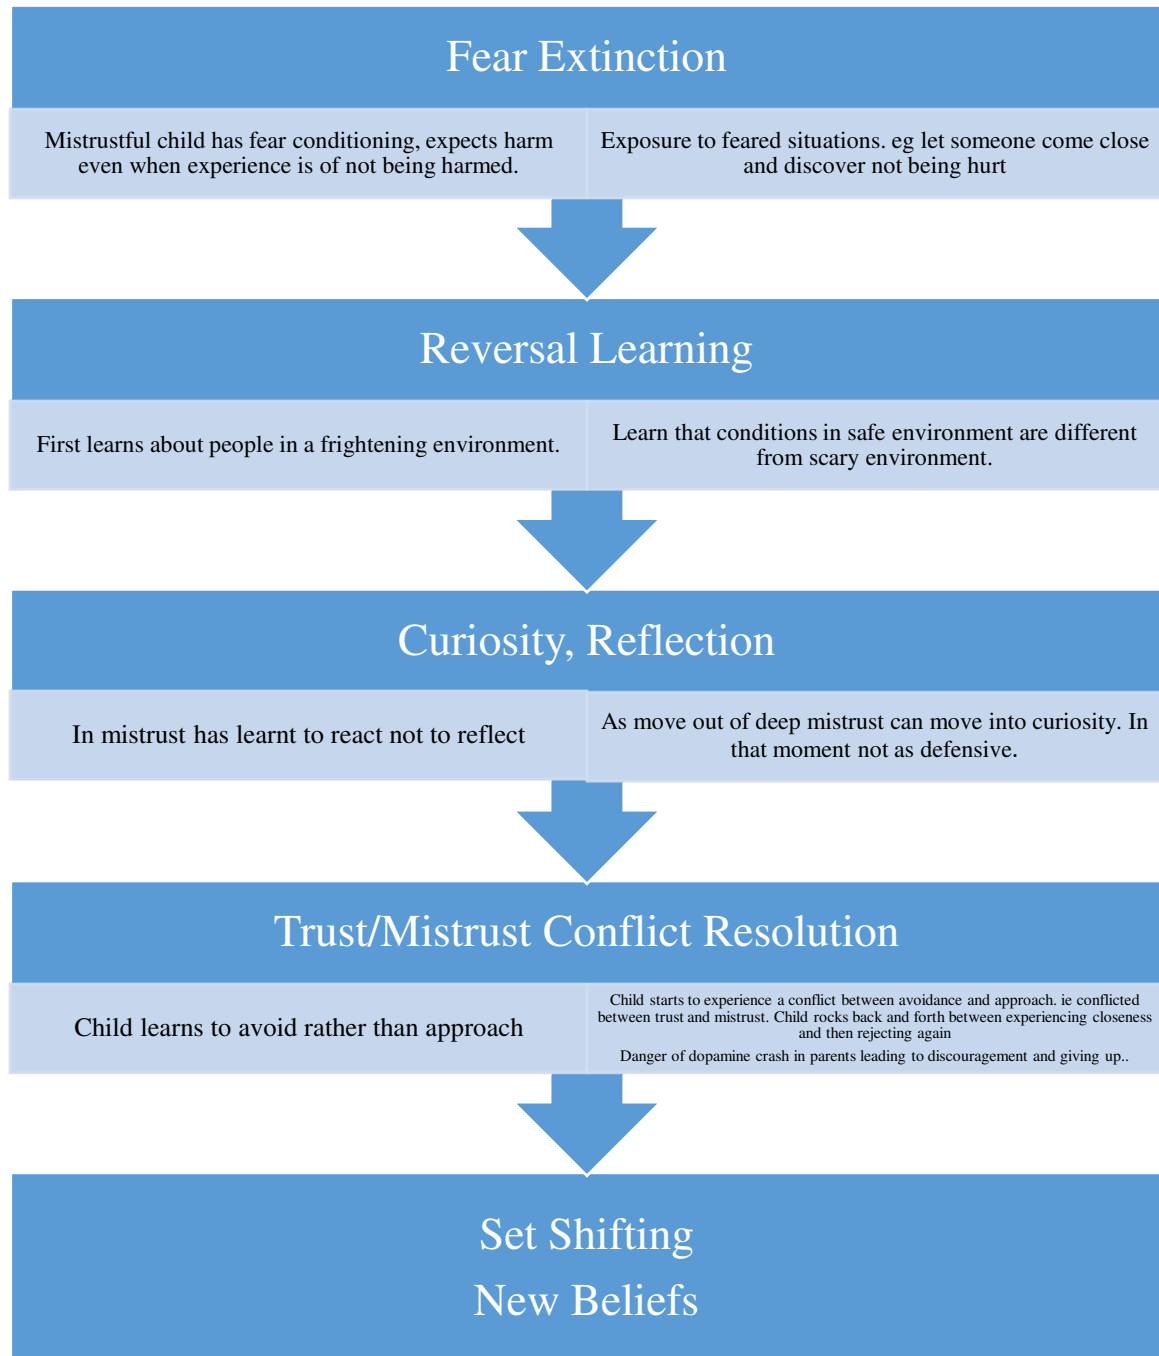 Fear Extinction
Mistrustful child has fear conditioning, expects harm
even when experience is of not being harmed.
Exposure to feared situations. eg let someone come close
and discover not being hurt
Reversal Learning
First learns about people in a frightening environment.
Learn that conditions in safe environment are different
from scary environment.
Curiosity, Reflection
In mistrust has learnt to react not to reflect
As move out of deep mistrust can move into curiosity. In
that moment not as defensive.
Trust/Mistrust Conflict Resolution
Child learns to avoid rather than approach
Child starts to experience a conflict between avoidance and approach. ie conflicted
between trust and mistrust. Child rocks back and forth between experiencing closeness
and then rejecting again
Danger of dopamine crash in parents leading to discouragement and giving up..
Set Shifting
New Beliefs